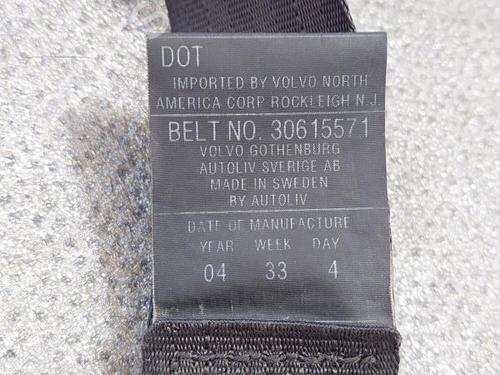 DOT
IMPORTED BY VOLVO NORTH
AMERICA CORP ROCKLEIGH N.J.
BELT NO. 30615571
VOLVO GOTHENBURG
AUTOLIV SVERIGE AB
MADE IN SWEDEN
BY AUTOLIV
DATE OF MANUFACTURE
YEAR WEEK DAY
04 33 4